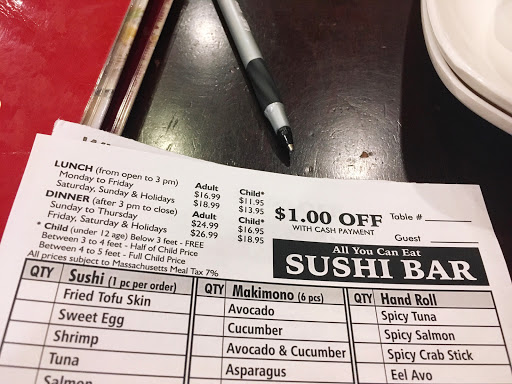 LUNCH (from open to 3 pm) Adult Child*
Monday to Friday $16.99 $11.95
Saturday, Sunday & Holidays $18.99 $13.95
DINNER (after 3 pm to close) Adult Child*
Sunday to Thursday $24.99 $16.95
Friday, Saturday & Holidays $26.99 $18.95
* Child (under 12 age) Below 3 feet - FREE
Between 3 to 4 feet - Half of Child Price
Between 4 to 5 feet - Full Child Price
All prices subject to Massachusetts Meal Tax 7%
$1.00 OFF
WITH CASH PAYMENT
Table #
Guest
All You Can Eat
SUSHI BAR
QTY Sushi (1 pc per order)
Fried Tofu Skin
Sweet Egg
Shrimp
Tuna
Salmon
QTY Makimono (6 pcs)
Avocado
Cucumber
Avocado & Cucumber
Asparagus
QTY Hand Roll
Spicy Tuna
Spicy Salmon
Spicy Crab Stick
Eel Avo